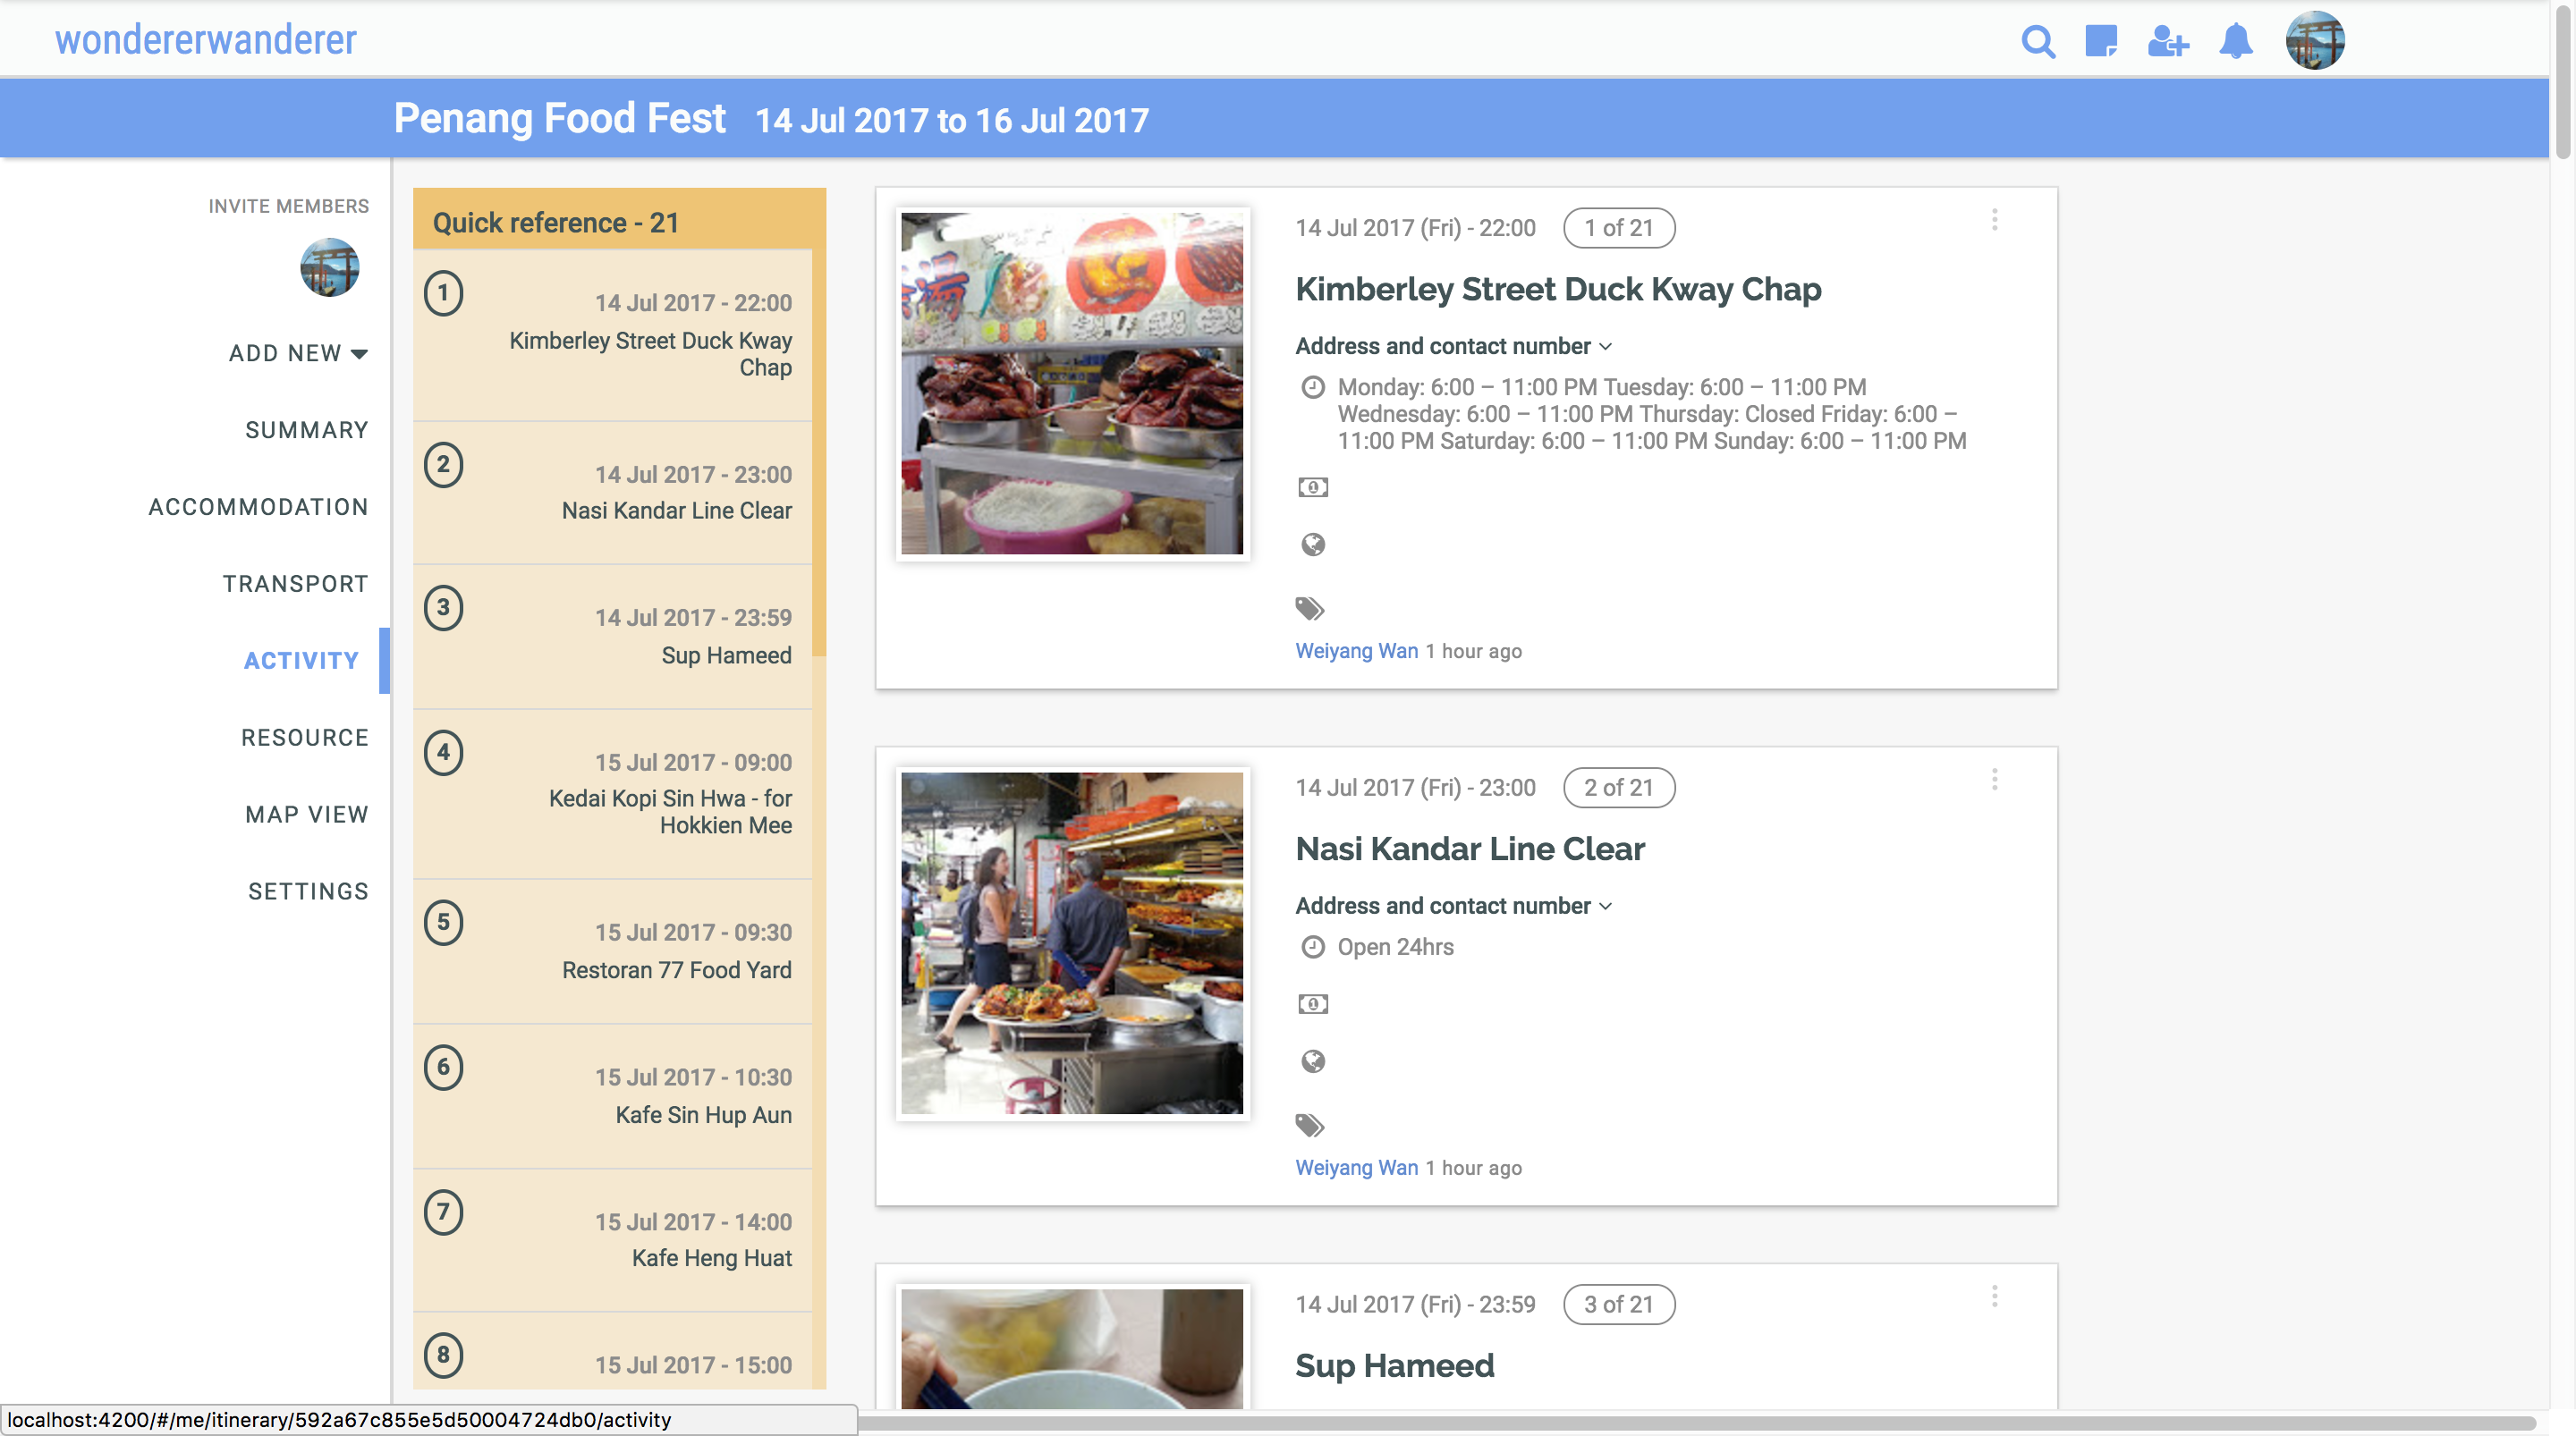 wondererwanderer
Penang Food Fest 14 Jul 2017 to 16 Jul 2017
INVITE MEMBERS
ADD NEW
SUMMARY
ACCOMMODATION
TRANSPORT
ACTIVITY
RESOURCE
MAP VIEW
SETTINGS
Quick reference - 21
1
14 Jul 2017 - 22:00
Kimberley Street Duck Kway
Chap
2
14 Jul 2017 - 23:00
Nasi Kandar Line Clear
3
14 Jul 2017 - 23:59
Sup Hameed
4
15 Jul 2017 - 09:00
Kedai Kopi Sin Hwa - for
Hokkien Mee
5
15 Jul 2017 - 09:30
Restoran 77 Food Yard
6
15 Jul 2017 - 10:30
Kafe Sin Hup Aun
7
15 Jul 2017 - 14:00
Kafe Heng Huat
8
15 Jul 2017 - 15:00
14 Jul 2017 (Fri) - 22:00 1 of 21
Kimberley Street Duck Kway Chap
Address and contact number
Monday: 6:00 – 11:00 PM Tuesday: 6:00 – 11:00 PM
Wednesday: 6:00 – 11:00 PM Thursday: Closed Friday: 6:00 –
11:00 PM Saturday: 6:00 – 11:00 PM Sunday: 6:00 – 11:00 PM
Weiyang Wan 1 hour ago
14 Jul 2017 (Fri) - 23:00 2 of 21
Nasi Kandar Line Clear
Address and contact number
Open 24hrs
Weiyang Wan 1 hour ago
14 Jul 2017 (Fri) - 23:59 3 of 21
Sup Hameed
localhost:4200/#/me/itinerary/592a67c855e5d50004724db0/activity